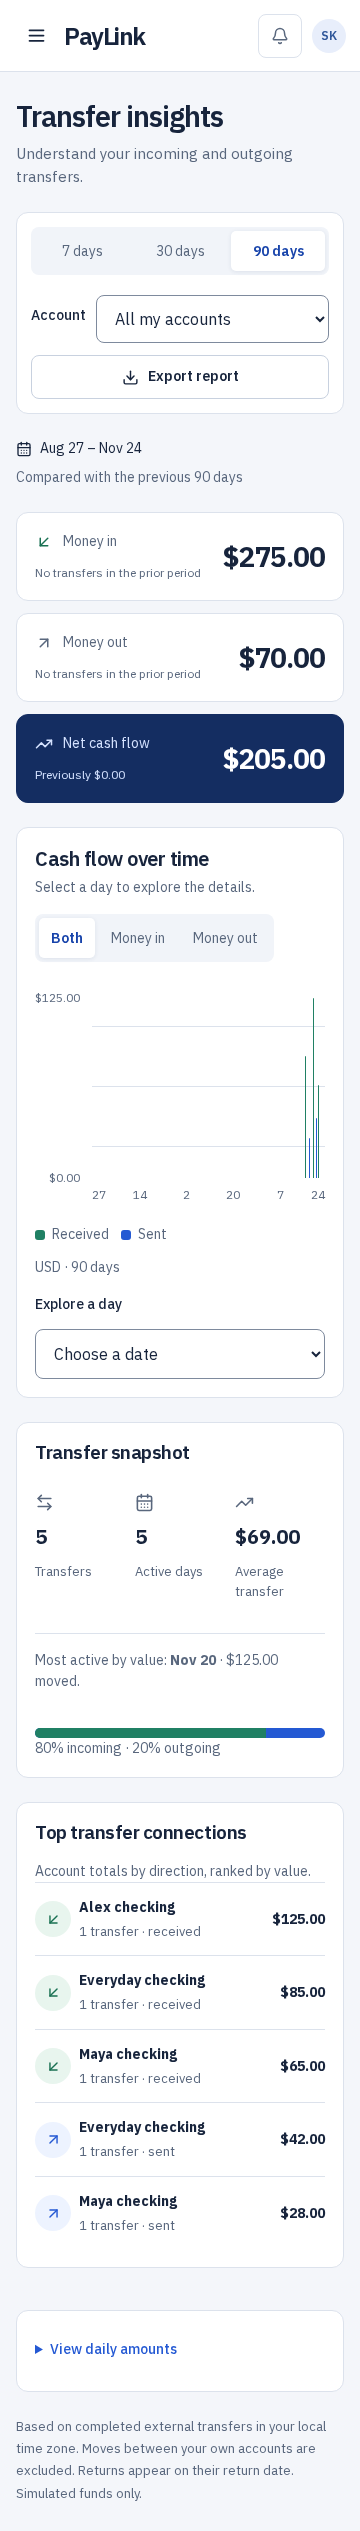 PayLink
SK
Transfer insights
Understand your incoming and outgoing
transfers.
7 days 30 days 90 days
Account All my accounts
Export report
Aug 27 – Nov 24
Compared with the previous 90 days
Money in
No transfers in the prior period
$275.00
Money out
No transfers in the prior period
$70.00
Net cash flow
Previously $0.00
$205.00
Cash flow over time
Select a day to explore the details.
Both Money in Money out
$125.00
$0.00
27 14 2 20 7 24
Received Sent
USD · 90 days
Explore a day
Choose a date
Transfer snapshot
5 5 $69.00
Transfers Active days Average
transfer
Most active by value: Nov 20 · $125.00
moved.
80% incoming · 20% outgoing
Top transfer connections
Account totals by direction, ranked by value.
Alex checking
1 transfer · received
$125.00
Everyday checking
1 transfer · received
$85.00
Maya checking
1 transfer · received
$65.00
Everyday checking
1 transfer · sent
$42.00
Maya checking
1 transfer · sent
$28.00
View daily amounts
Based on completed external transfers in your local
time zone. Moves between your own accounts are
excluded. Returns appear on their return date.
Simulated funds only.